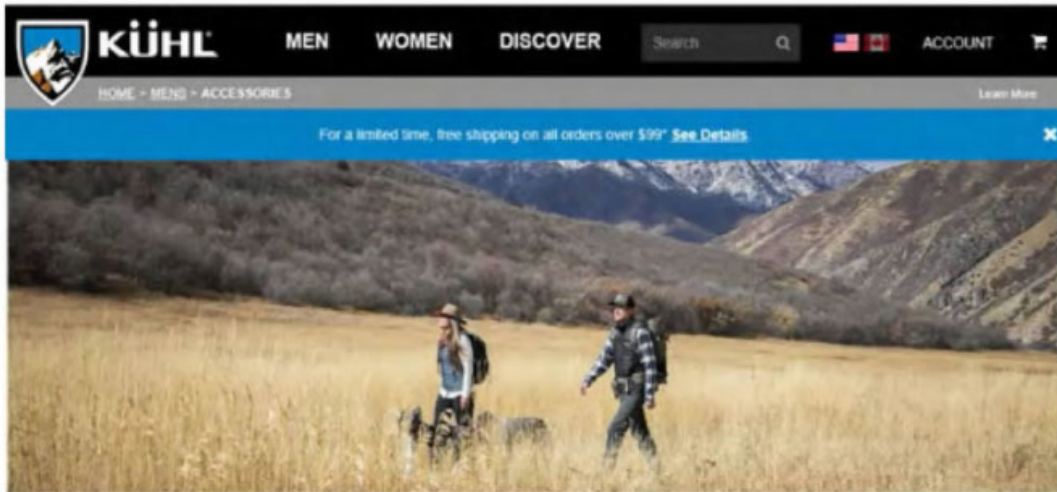 KÜHL MEN WOMEN DISCOVER Search ACCOUNT
HOME > MENS > ACCESSORIES Learn More
For a limited time, free shipping on all orders over $99* See Details